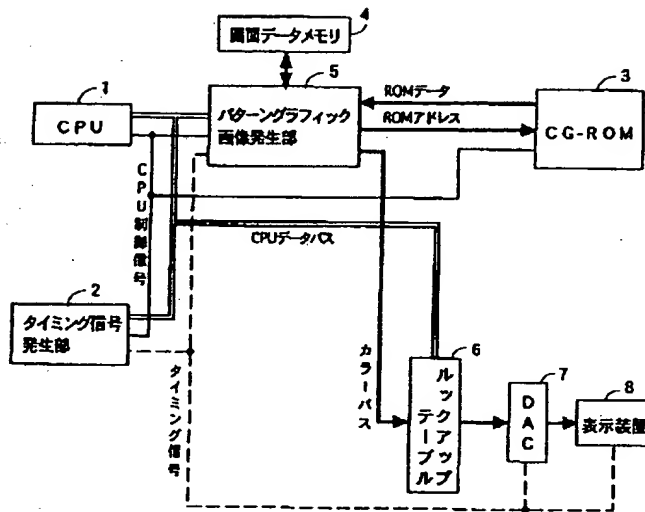 4
画面データメモリ
5
1
CPU
パターングラフィック
画像発生部
ROMデータ
ROMアドレス
3
CG-ROM
CPU制御信号
CPUデータバス
2
タイミング信号
発生部
タイミング信号
カラーバス
6
ルックアップ
テーブル
7
DAC
8
表示装置